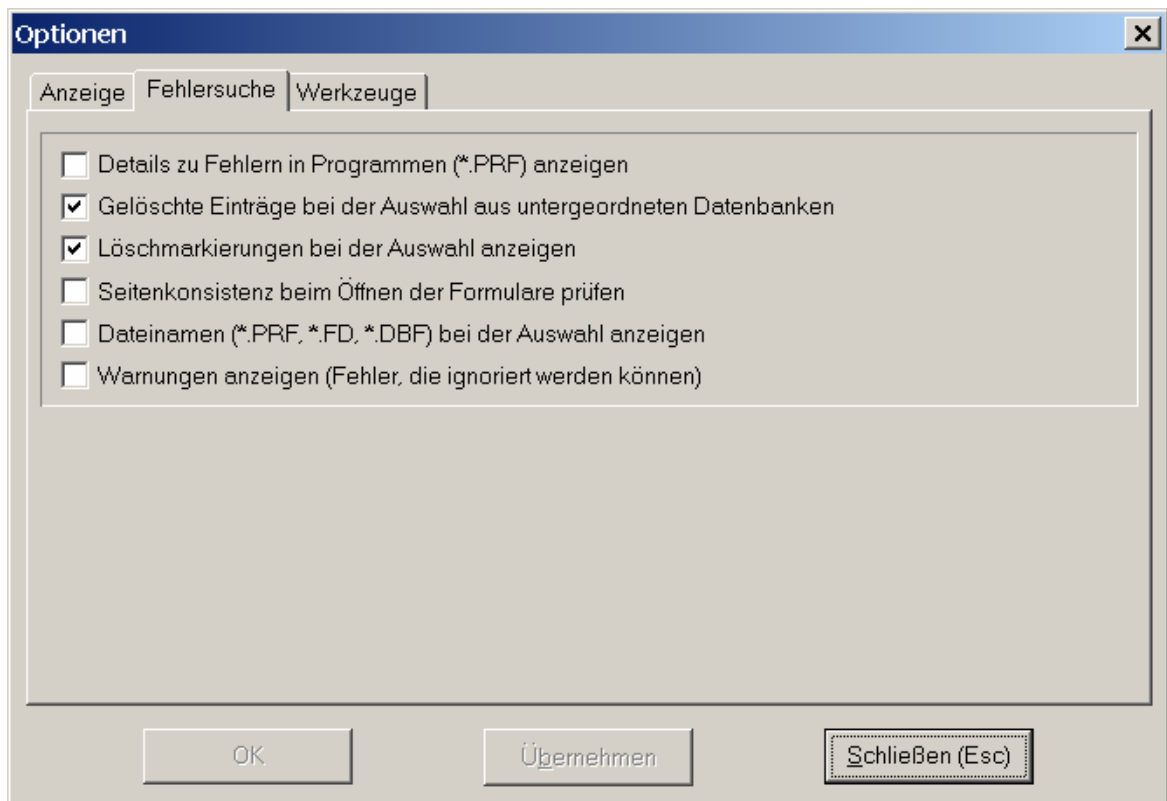 Optionen
Anzeige Fehlersuche Werkzeuge
Details zu Fehlern in Programmen (*.PRF) anzeigen
Gelöschte Einträge bei der Auswahl aus untergeordneten Datenbanken
Löschmarkierungen bei der Auswahl anzeigen
Seitenkonsistenz beim Öffnen der Formulare prüfen
Dateinamen (*.PRF, *.FD, *.DBF) bei der Auswahl anzeigen
Warnungen anzeigen (Fehler, die ignoriert werden können)
OK Übernehmen Schließen (Esc)